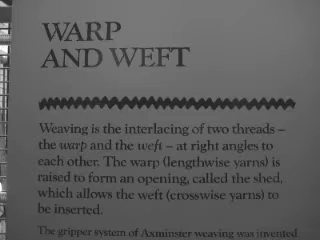 WARP
AND WEFT
Weaving is the interlacing of two threads –
the warp and the weft – at right angles to
each other. The warp (lengthwise yarns) is
raised to form an opening, called the shed,
which allows the weft (crosswise yarns) to
be inserted.
The gripper system of Axminster weaving was invented